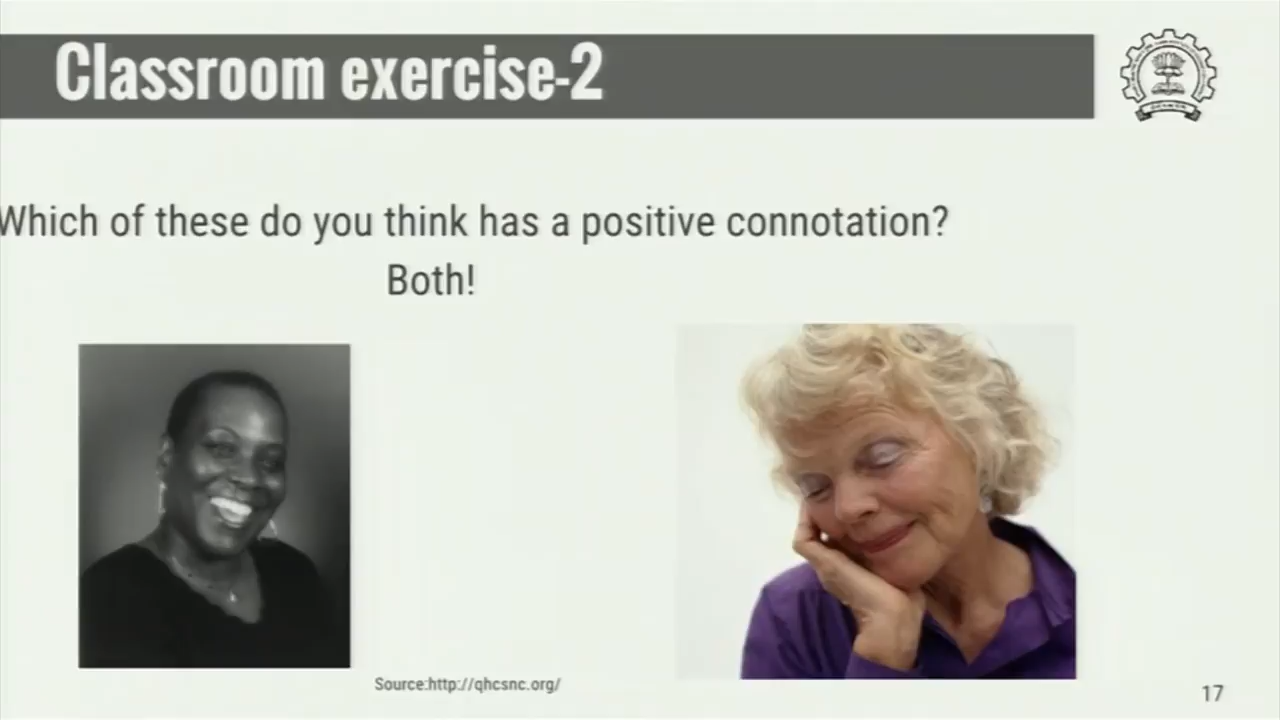 Classroom exercise-2
Which of these do you think has a positive connotation?
Both!
Source:http://qhcsnc.org/
17